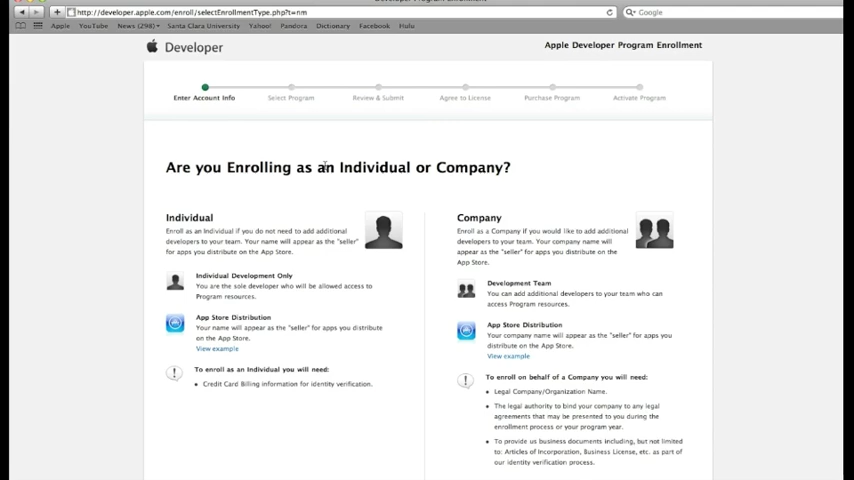 Developer Program Enrollment
http://developer.apple.com/enroll/selectEnrollmentType.php?t=nm
Google
Apple YouTube News (298) Santa Clara University Yahoo! Pandora Dictionary Facebook Hulu
Developer
Apple Developer Program Enrollment
Enter Account Info Select Program Review & Submit Agree to License Purchase Program Activate Program
Are you Enrolling as an Individual or Company?
Individual
Enroll as an Individual if you do not need to add additional
developers to your team. Your name will appear as the "seller"
for apps you distribute on the App Store.
Individual Development Only
You are the sole developer who will be allowed access to
Program resources.
App Store Distribution
Your name will appear as the "seller" for apps you distribute
on the App Store.
View example
To enroll as an Individual you will need:
• Credit Card Billing information for identity verification.
Company
Enroll as a Company if you would like to add additional
developers to your team. Your company name will
appear as the "seller" for apps you distribute on the
App Store.
Development Team
You can add additional developers to your team who can
access Program resources.
App Store Distribution
Your company name will appear as the "seller" for apps you
distribute on the App Store.
View example
To enroll on behalf of a Company you will need:
• Legal Company/Organization Name.
• The legal authority to bind your company to any legal
agreements that may be presented to you during the
enrollment process or your program year.
• To provide us business documents including, but not limited
to: Articles of Incorporation, Business License, etc. as part of
our identity verification process.